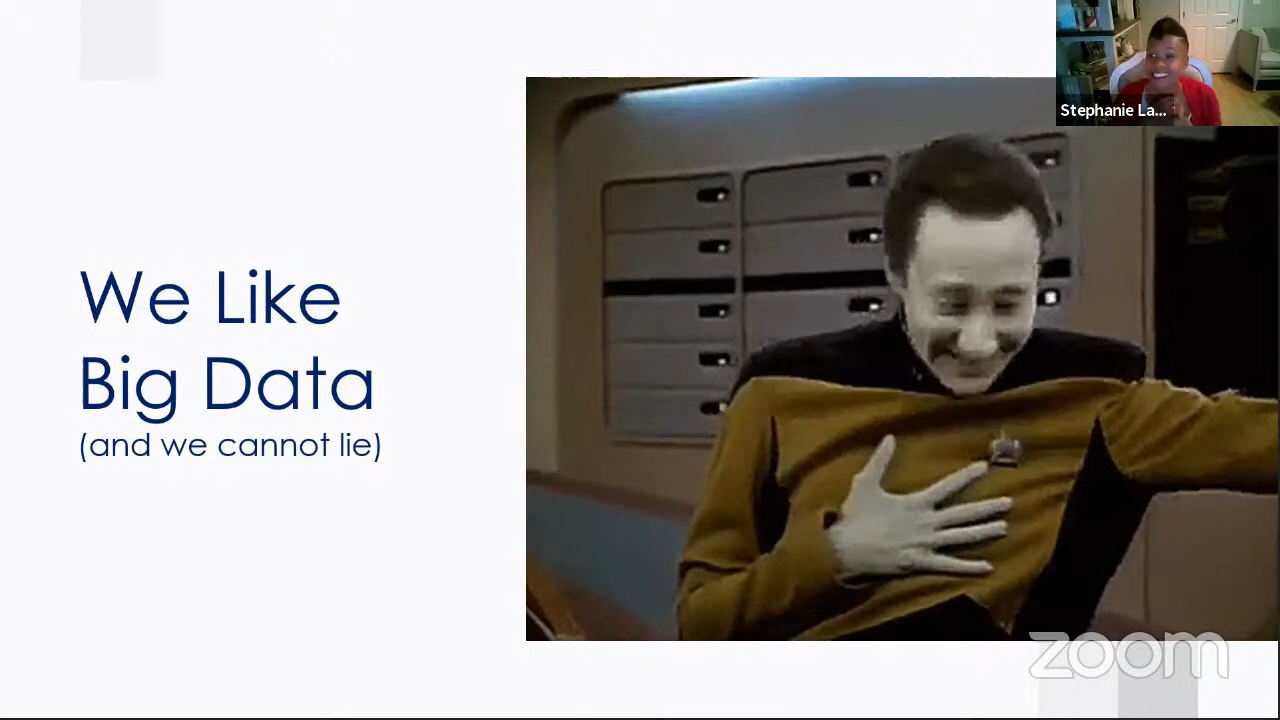 Stephanie La...
We Like
Big Data
(and we cannot lie)
zoom